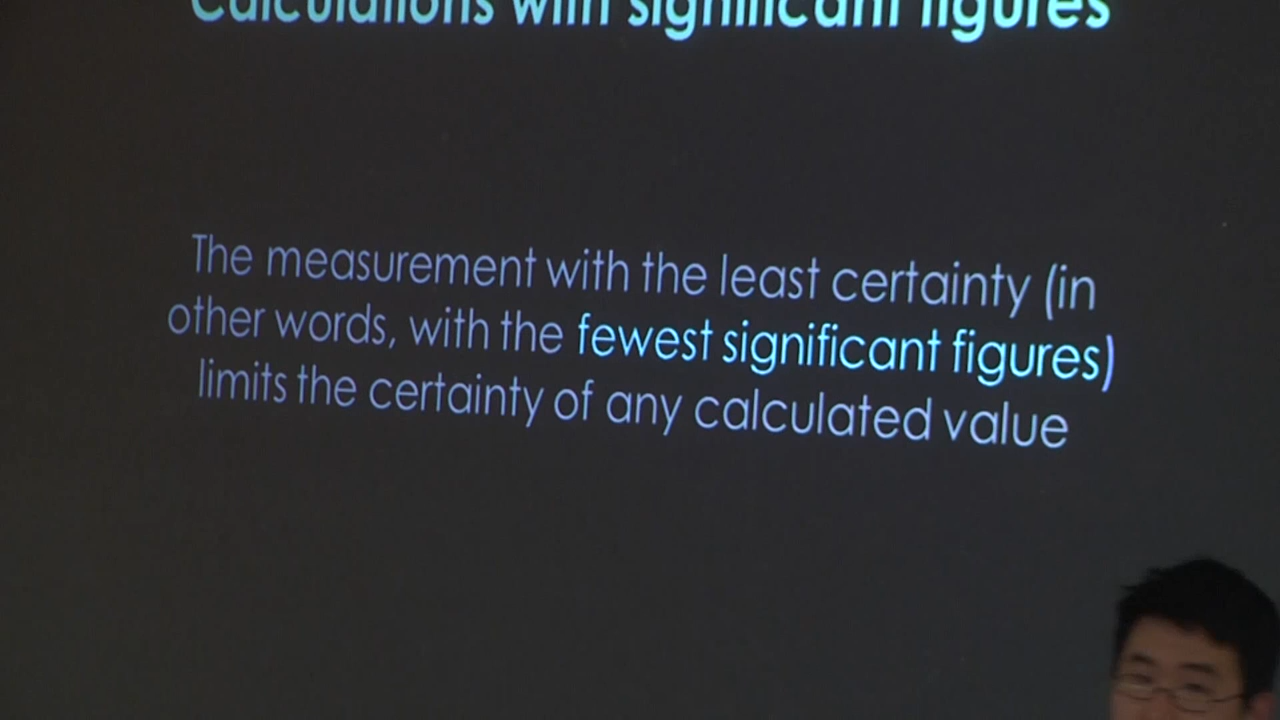 Calculations with significant figures
The measurement with the least certainty (in
other words, with the fewest significant figures)
limits the certainty of any calculated value